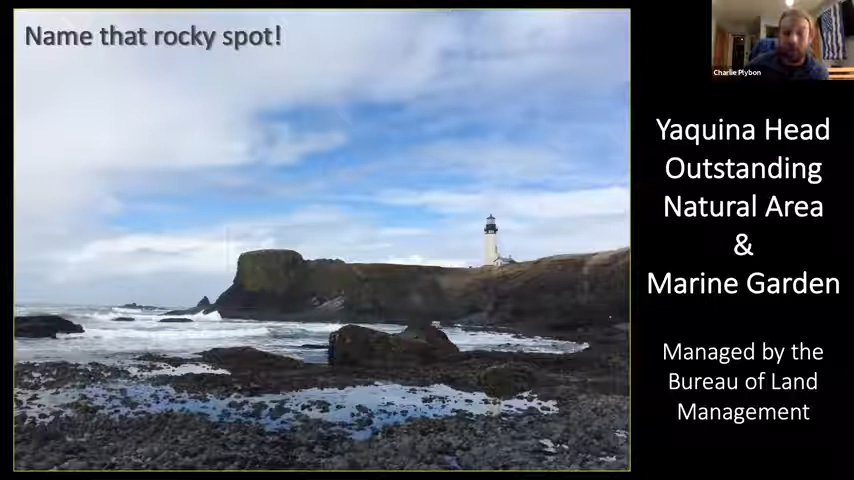 Name that rocky spot!
Charlie Plybon
Yaquina Head
Outstanding
Natural Area
&
Marine Garden
Managed by the
Bureau of Land
Management